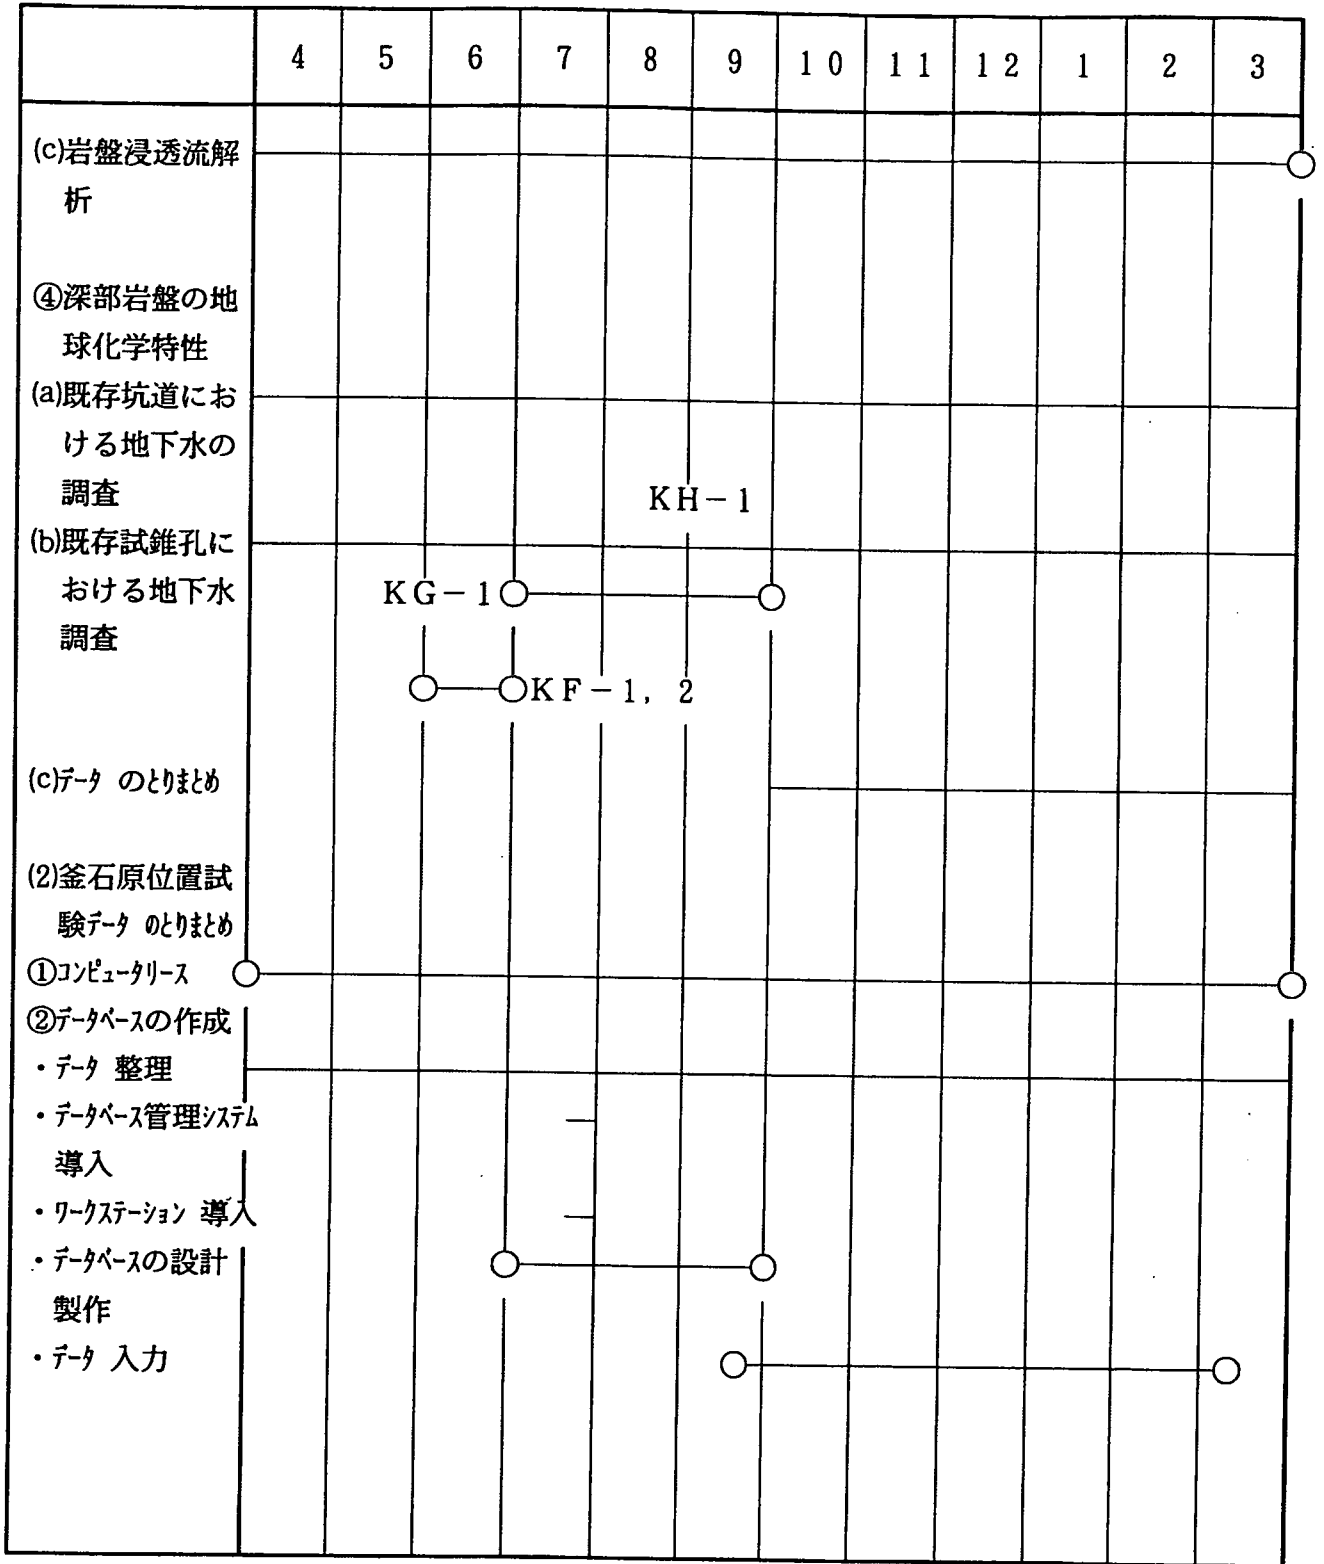 4 5 6 7 8 9 10 11 12 1 2 3
(c)岩盤浸透流解
析
④深部岩盤の地
球化学特性
(a)既存坑道にお
ける地下水の
調査
KH-1
(b)既存試錐孔に
おける地下水
KG-1
調査
KF-1, 2
(c)データ のとりまとめ
(2)釜石原位置試
験データ のとりまとめ
①コンピュータリース
②データベースの作成
・データ 整理
・データベース管理システム
導入
・ワークステーション 導入
・データベースの設計
製作
・データ 入力